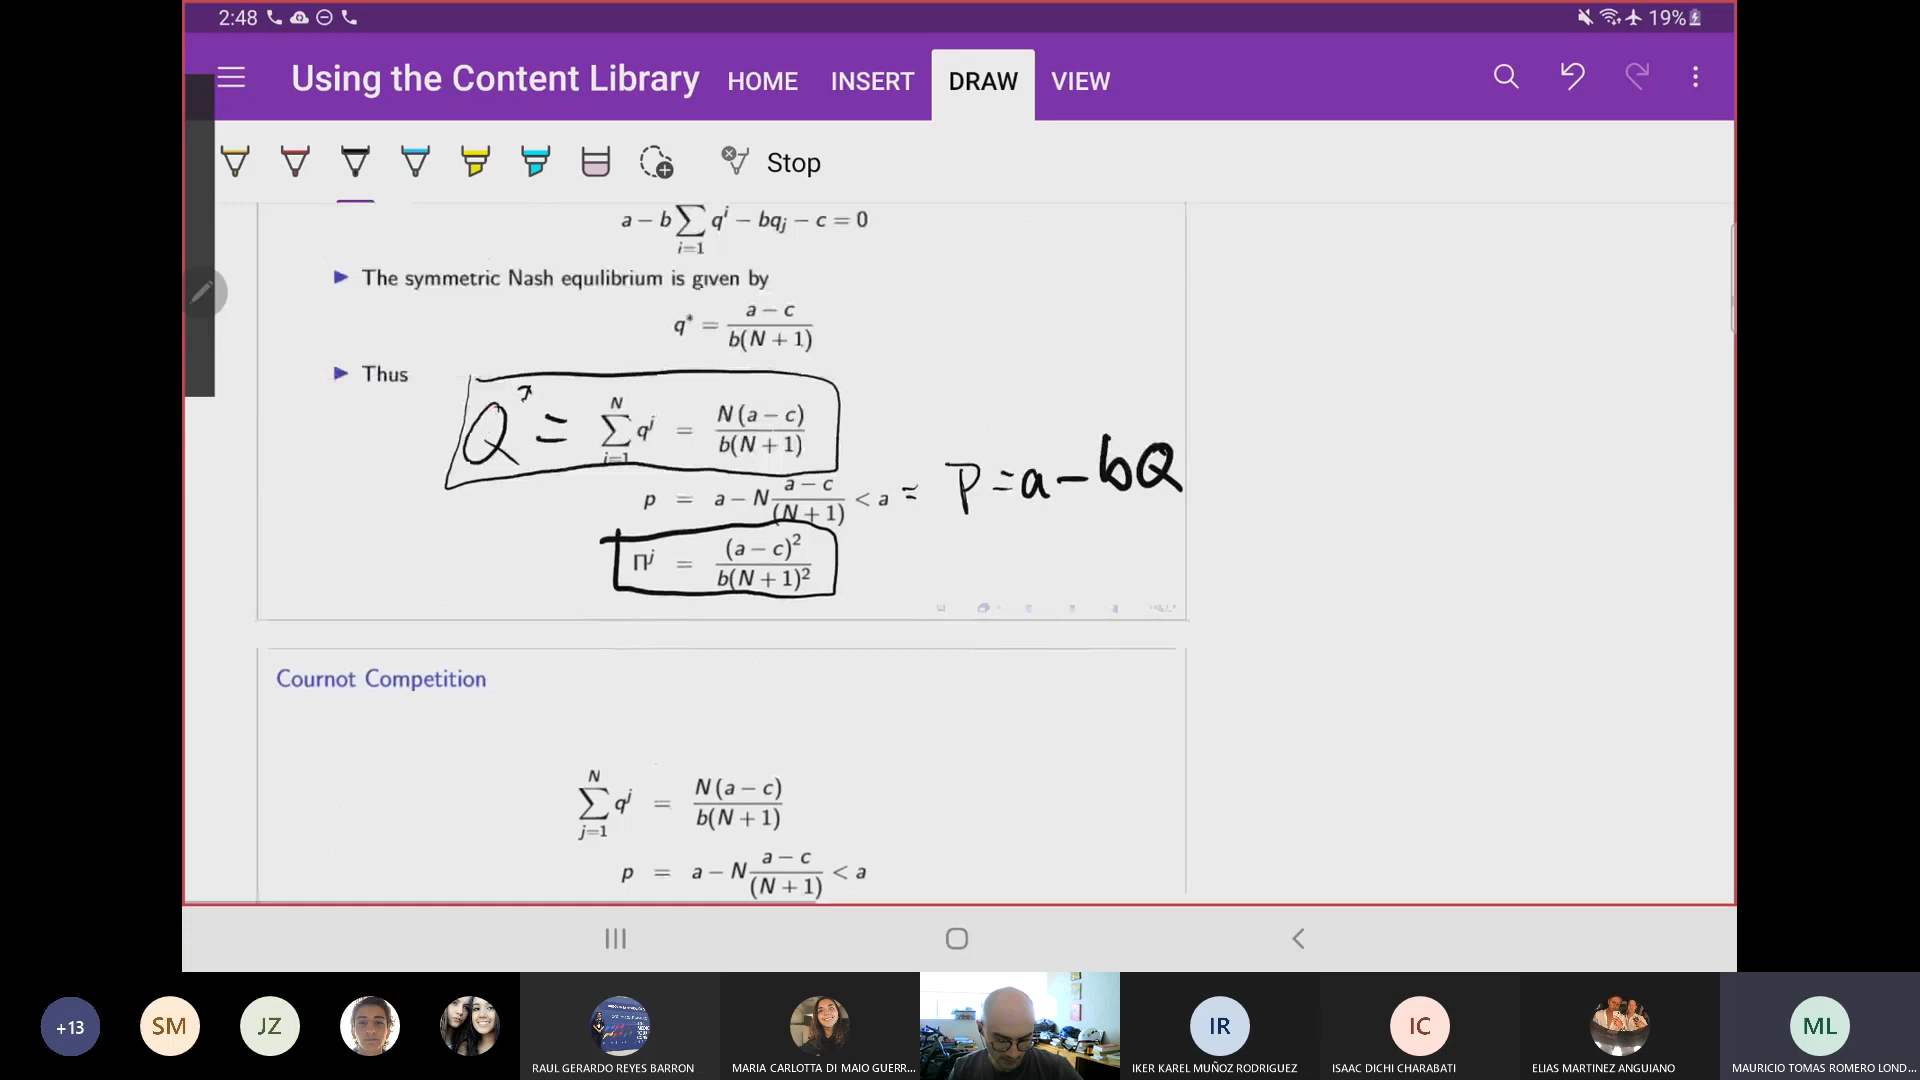 2:48 19%
Using the Content Library HOME INSERT DRAW VIEW
Stop
a − b∑_{i=1} q^i − bq_j − c = 0
▶ The symmetric Nash equilibrium is given by
q* = (a − c) / (b(N + 1))
▶ Thus
Q* = ∑_{j=1}^{N} q^j = N(a − c) / (b(N + 1))
p = a − N (a − c) / ((N + 1)) < a = P = a − bQ
Π^j = (a − c)² / (b(N + 1)²)
Cournot Competition
∑_{j=1}^{N} q^j = N(a − c) / (b(N + 1))
p = a − N (a − c) / ((N + 1)) < a
+13 SM JZ IR IC ML
RAUL GERARDO REYES BARRON MARIA CARLOTTA DI MAIO GUERR... IKER KAREL MUÑOZ RODRIGUEZ ISAAC DICHI CHARABATI ELIAS MARTINEZ ANGUIANO MAURICIO TOMAS ROMERO LOND...